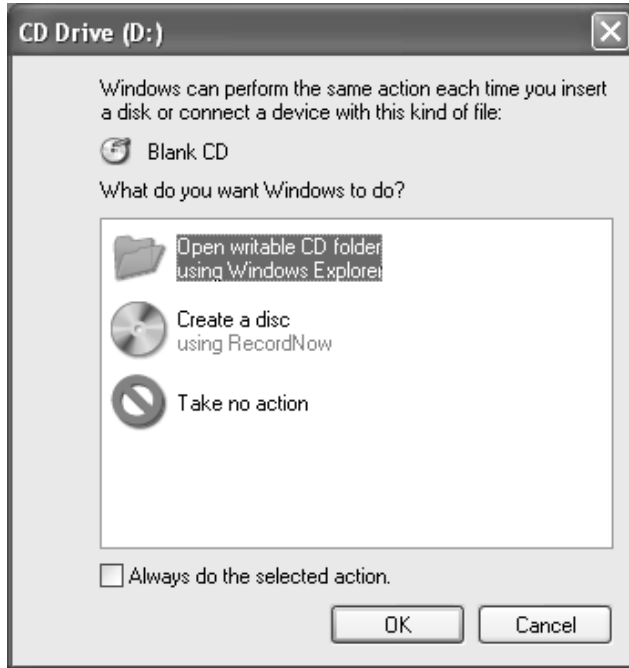 CD Drive (D:)
Windows can perform the same action each time you insert
a disk or connect a device with this kind of file:
Blank CD
What do you want Windows to do?
Open writable CD folder
using Windows Explorer
Create a disc
using RecordNow
Take no action
Always do the selected action.
OK
Cancel